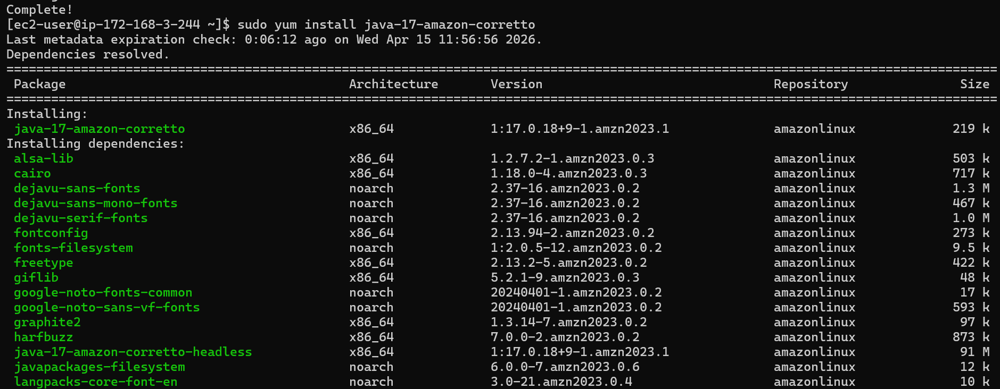 Complete!
[ec2-user@ip-172-168-3-244 ~]$ sudo yum install java-17-amazon-corretto
Last metadata expiration check: 0:06:12 ago on Wed Apr 15 11:56:56 2026.
Dependencies resolved.
=====================================================================================================================================
 Package                                      Architecture       Version                               Repository               Size
=====================================================================================================================================
Installing:
 java-17-amazon-corretto                      x86_64             1:17.0.18+9-1.amzn2023.1              amazonlinux             219 k
Installing dependencies:
 alsa-lib                                     x86_64             1.2.7.2-1.amzn2023.0.3                amazonlinux             503 k
 cairo                                        x86_64             1.18.0-4.amzn2023.0.3                 amazonlinux             717 k
 dejavu-sans-fonts                            noarch             2.37-16.amzn2023.0.2                  amazonlinux             1.3 M
 dejavu-sans-mono-fonts                       noarch             2.37-16.amzn2023.0.2                  amazonlinux             467 k
 dejavu-serif-fonts                           noarch             2.37-16.amzn2023.0.2                  amazonlinux             1.0 M
 fontconfig                                   x86_64             2.13.94-2.amzn2023.0.2                amazonlinux             273 k
 fonts-filesystem                             noarch             1:2.0.5-12.amzn2023.0.2               amazonlinux             9.5 k
 freetype                                     x86_64             2.13.2-5.amzn2023.0.2                 amazonlinux             422 k
 giflib                                       x86_64             5.2.1-9.amzn2023.0.3                  amazonlinux              48 k
 google-noto-fonts-common                     noarch             20240401-1.amzn2023.0.2               amazonlinux              17 k
 google-noto-sans-vf-fonts                    noarch             20240401-1.amzn2023.0.2               amazonlinux             593 k
 graphite2                                    x86_64             1.3.14-7.amzn2023.0.2                 amazonlinux              97 k
 harfbuzz                                     x86_64             7.0.0-2.amzn2023.0.2                  amazonlinux             873 k
 java-17-amazon-corretto-headless             x86_64             1:17.0.18+9-1.amzn2023.1              amazonlinux              91 M
 javapackages-filesystem                      noarch             6.0.0-7.amzn2023.0.6                  amazonlinux              12 k
 langpacks-core-font-en                       noarch             3.0-21.amzn2023.0.4                   amazonlinux              10 k